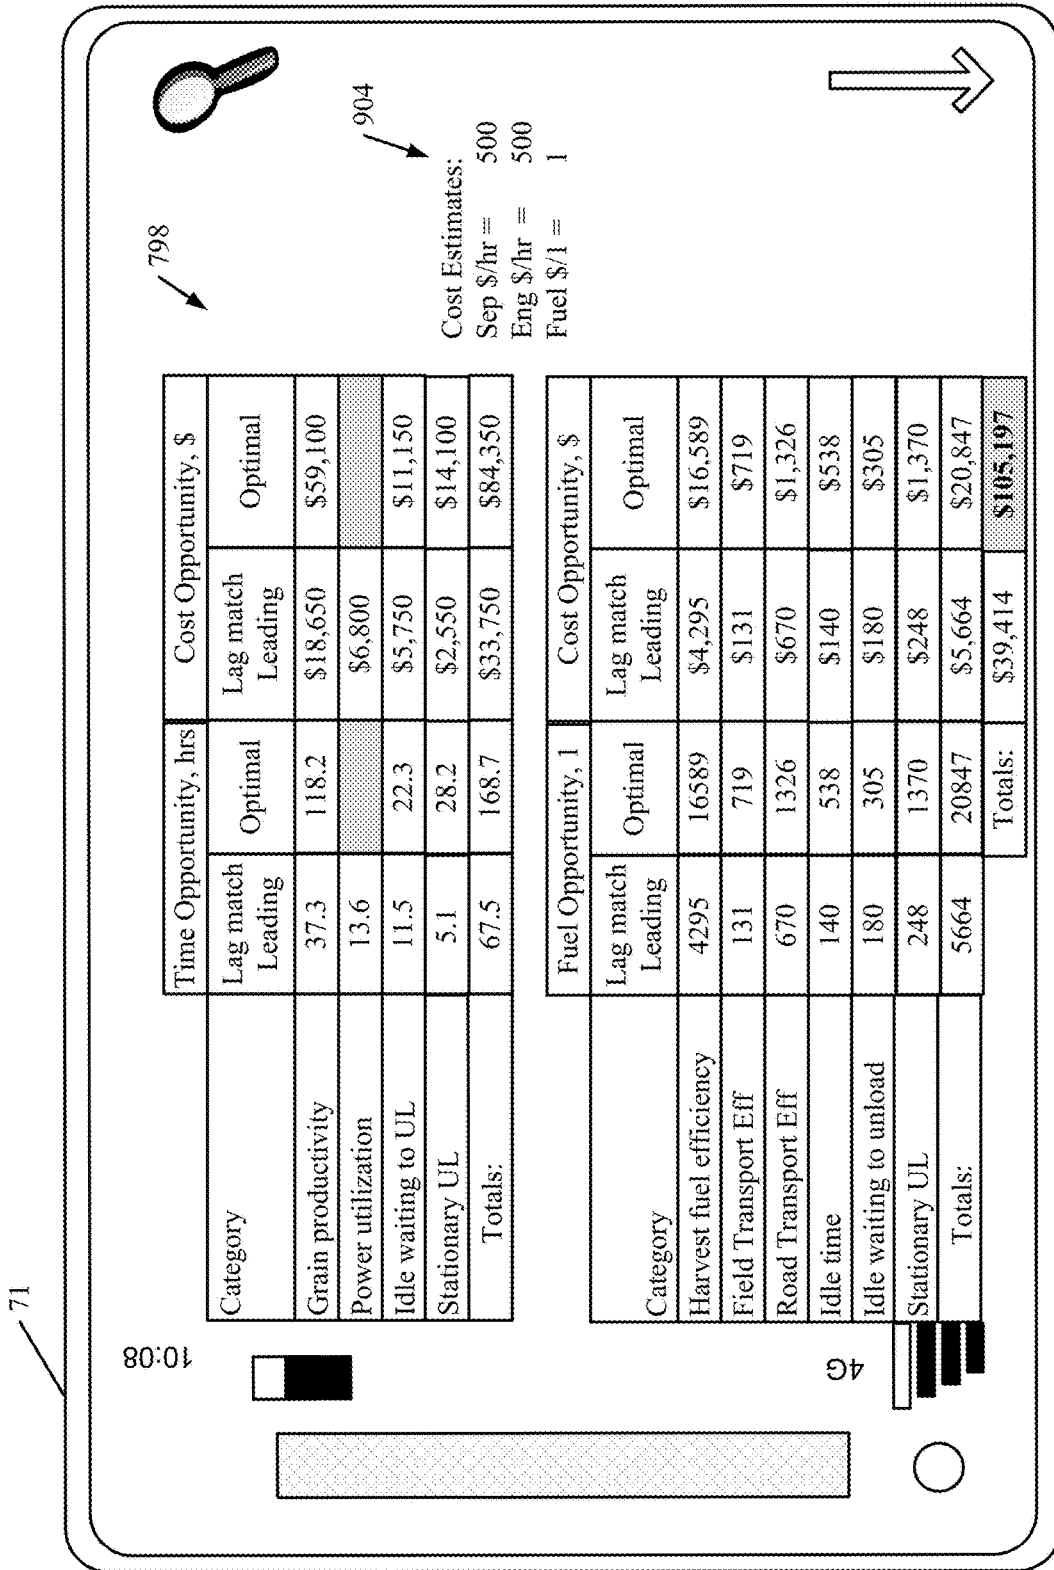 71
10:08
4G
798
904
Time Opportunity, hrs Cost Opportunity, $
Category Lag match Leading Optimal Lag match Leading Optimal
Grain productivity 37.3 118.2 $18,650 $59,100
Power utilization 13.6 $6,800
Idle waiting to UL 11.5 22.3 $5,750 $11,150
Stationary UL 5.1 28.2 $2,550 $14,100
Totals: 67.5 168.7 $33,750 $84,350
Cost Estimates:
Sep $/hr = 500
Eng $/hr = 500
Fuel $/1 = 1
Fuel Opportunity, 1 Cost Opportunity, $
Category Lag match Leading Optimal Lag match Leading Optimal
Harvest fuel efficiency 4295 16589 $4,295 $16,589
Field Transport Eff 131 719 $131 $719
Road Transport Eff 670 1326 $670 $1,326
Idle time 140 538 $140 $538
Idle waiting to unload 180 305 $180 $305
Stationary UL 248 1370 $248 $1,370
Totals: 5664 20847 $5,664 $20,847
Totals: $39,414 $105,197